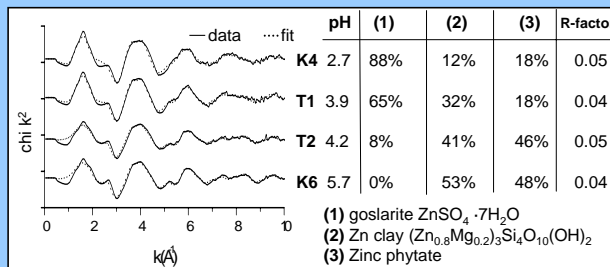 data fit pH (1) (2) (3) R-facto
K4 2.7 88% 12% 18% 0.05
T1 3.9 65% 32% 18% 0.04
T2 4.2 8% 41% 46% 0.05
K6 5.7 0% 53% 48% 0.04
chi k²
0 2 4 6 8 10
k(Å⁻¹)
(1) goslarite ZnSO₄ ·7H₂O
(2) Zn clay (Zn₀.₈Mg₀.₂)₃Si₄O₁₀(OH)₂
(3) Zinc phytate